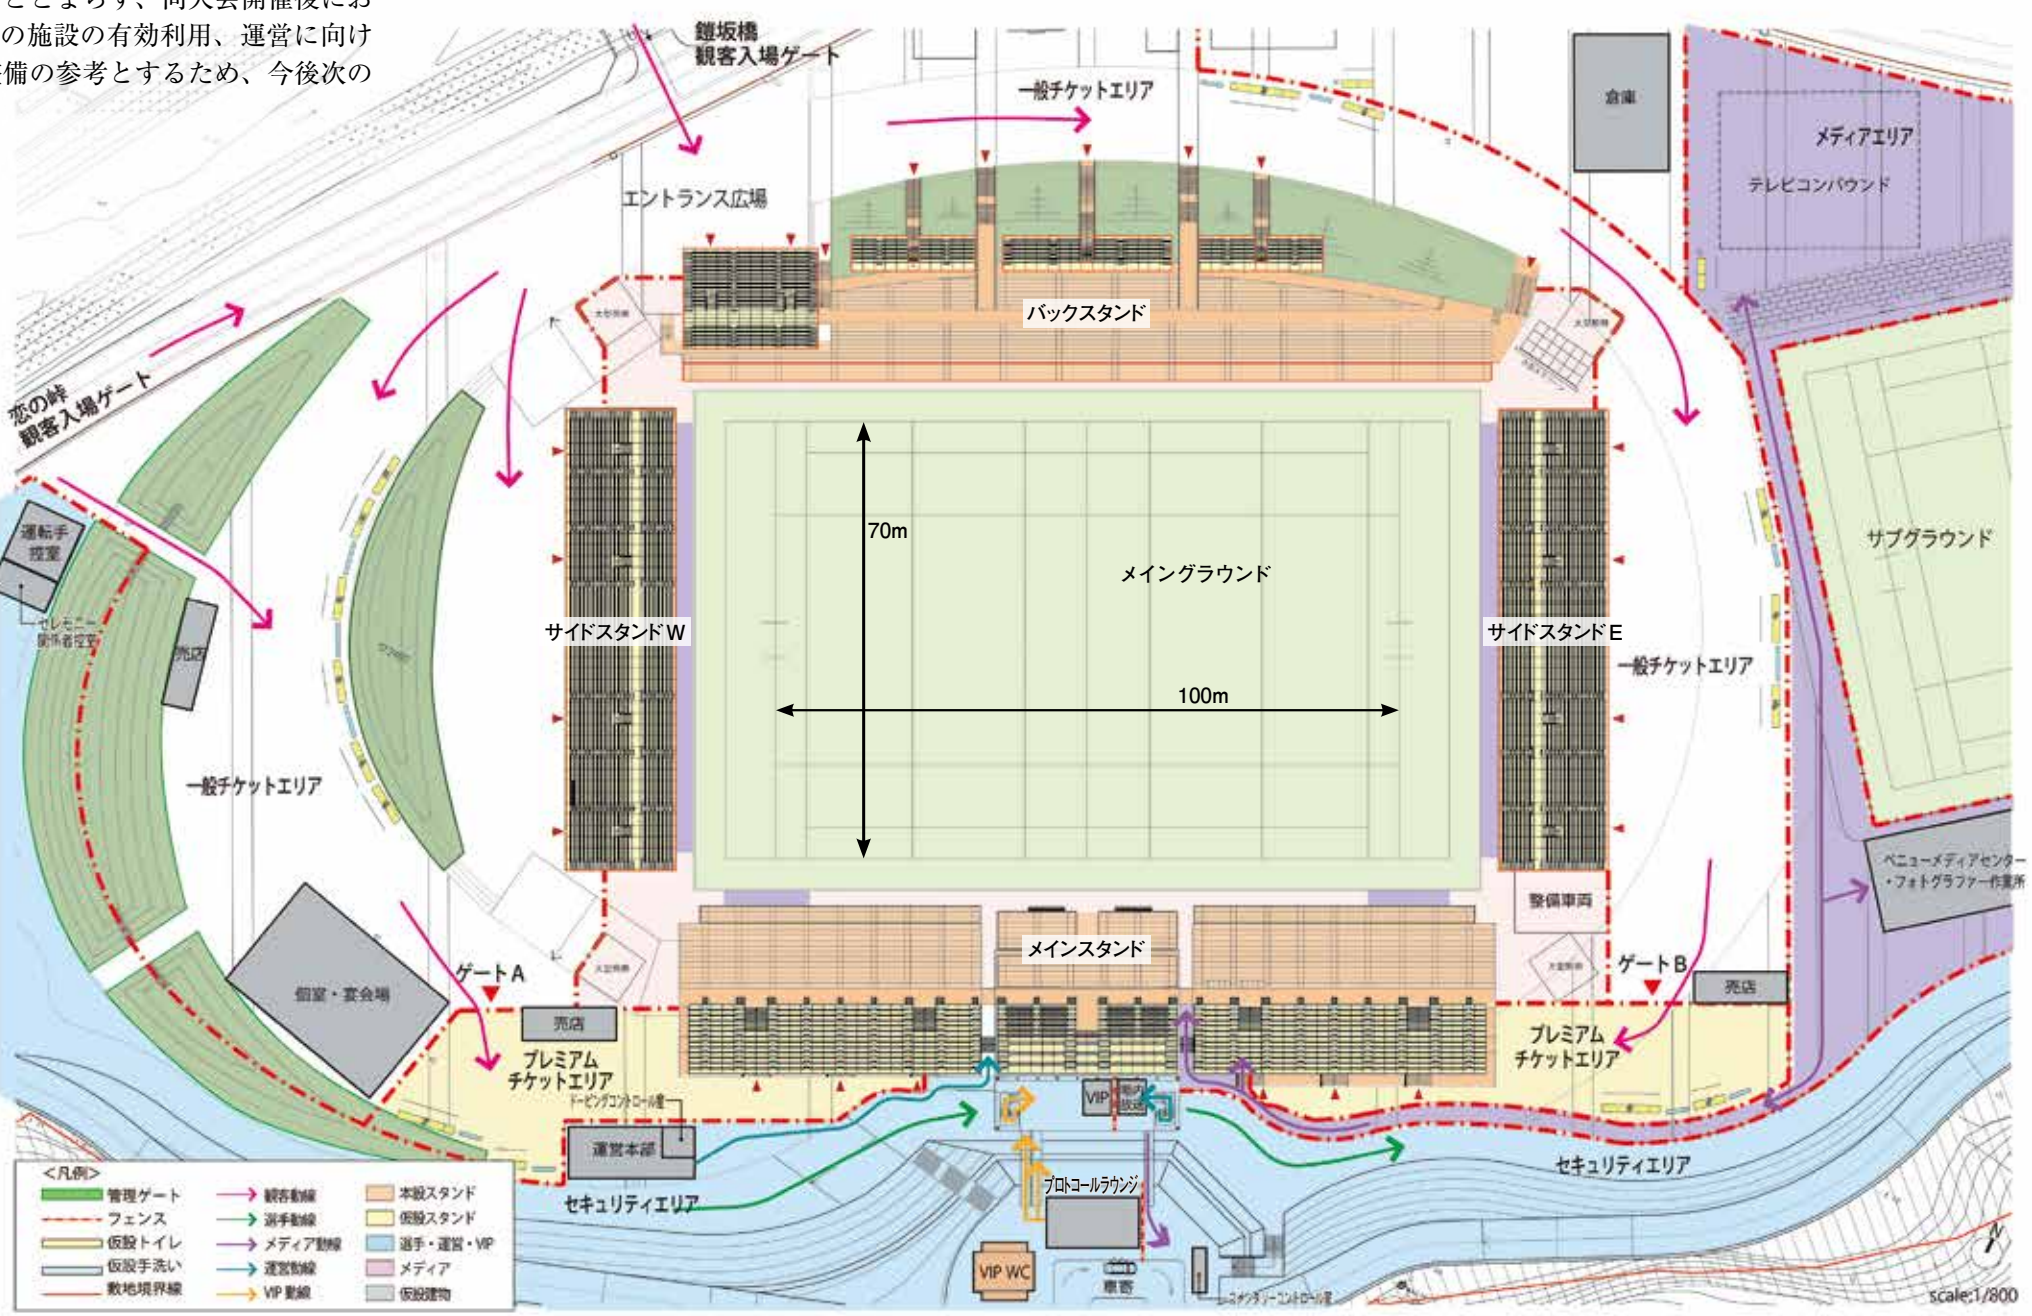 とどまらず、同大会開催後にお
の施設の有効利用、運営に向け
備の参考とするため、今後次の
鎧坂橋
観客入場ゲート
一般チケットエリア
倉庫
メディアエリア
テレビコンパウンド
エントランス広場
バックスタンド
恋の峠
観客入場ゲート
運転手
控室
セレモニー
関係者控室
売店
70m
メイングラウンド
サブグラウンド
サイドスタンドW
サイドスタンドE
一般チケットエリア
100m
一般チケットエリア
ベニューメディアセンター
・フォトグラファー作業所
整備車両
メインスタンド
ゲートA
ゲートB
個室・宴会場
売店
売店
プレミアム
チケットエリア
プレミアム
チケットエリア
ドーピングコントロール室
VIP
場内
放送
運営本部
セキュリティエリア
セキュリティエリア
プロトコールラウンジ
VIP WC
車寄
<凡例>
管理ゲート
フェンス
仮設トイレ
仮設手洗い
敷地境界線
観客動線
選手動線
メディア動線
運営動線
VIP動線
本設スタンド
仮設スタンド
選手・運営・VIP
メディア
仮設建物
N
scale:1/800